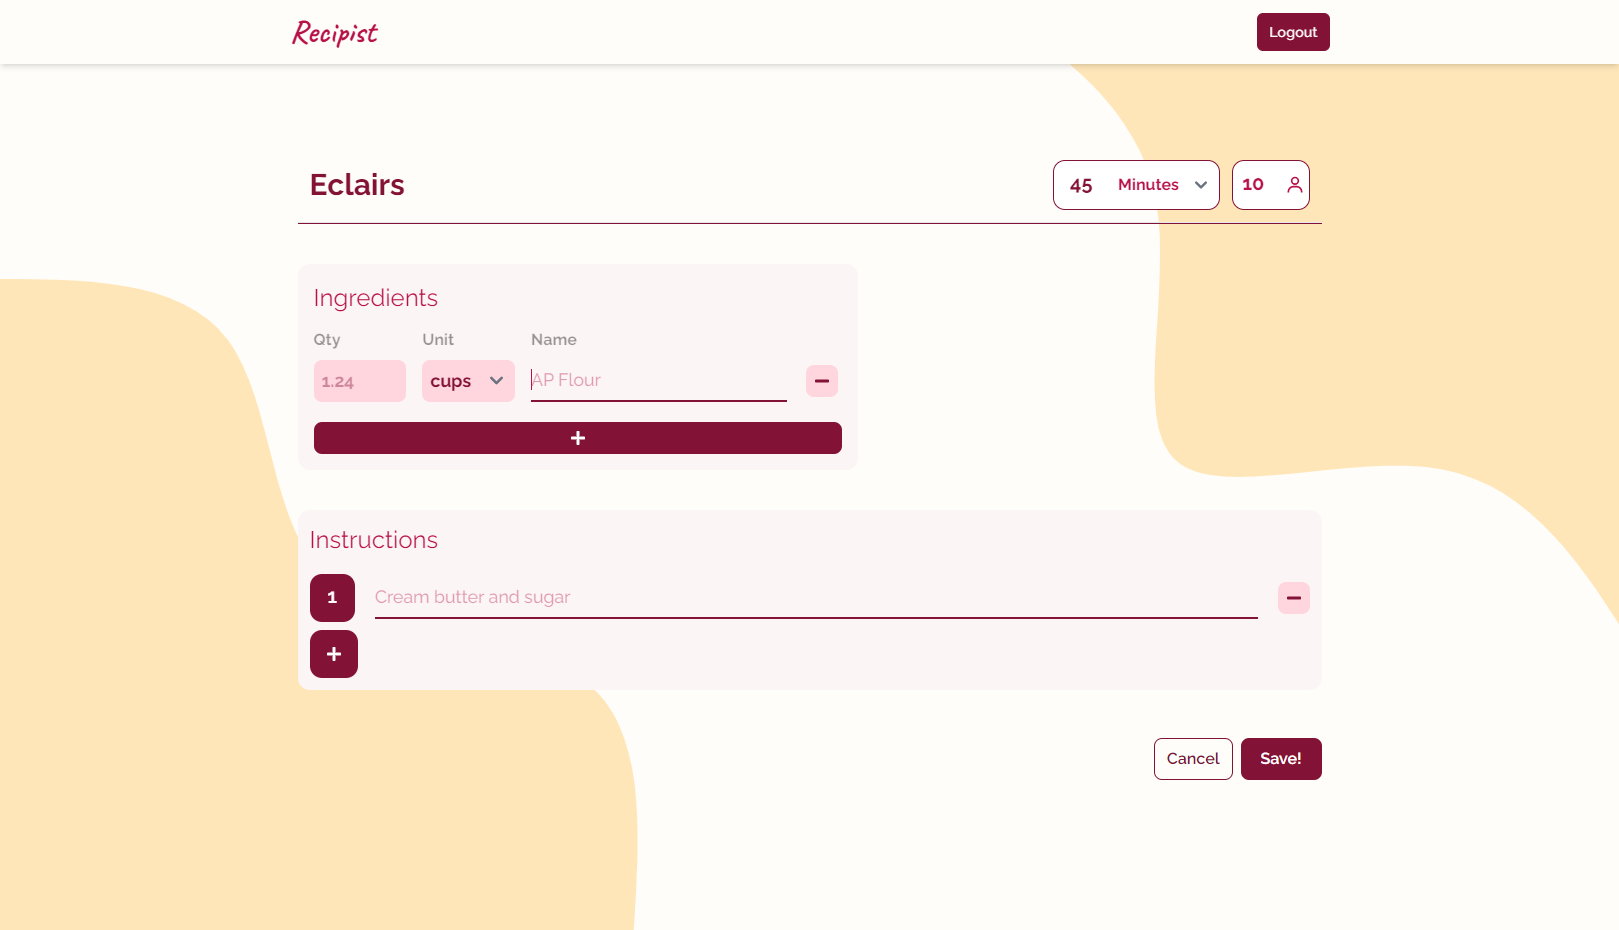 Recipist
Logout
Eclairs
45 Minutes
10
Ingredients
Qty Unit Name
1.24 cups AP Flour
+
Instructions
1 Cream butter and sugar
+
Cancel Save!